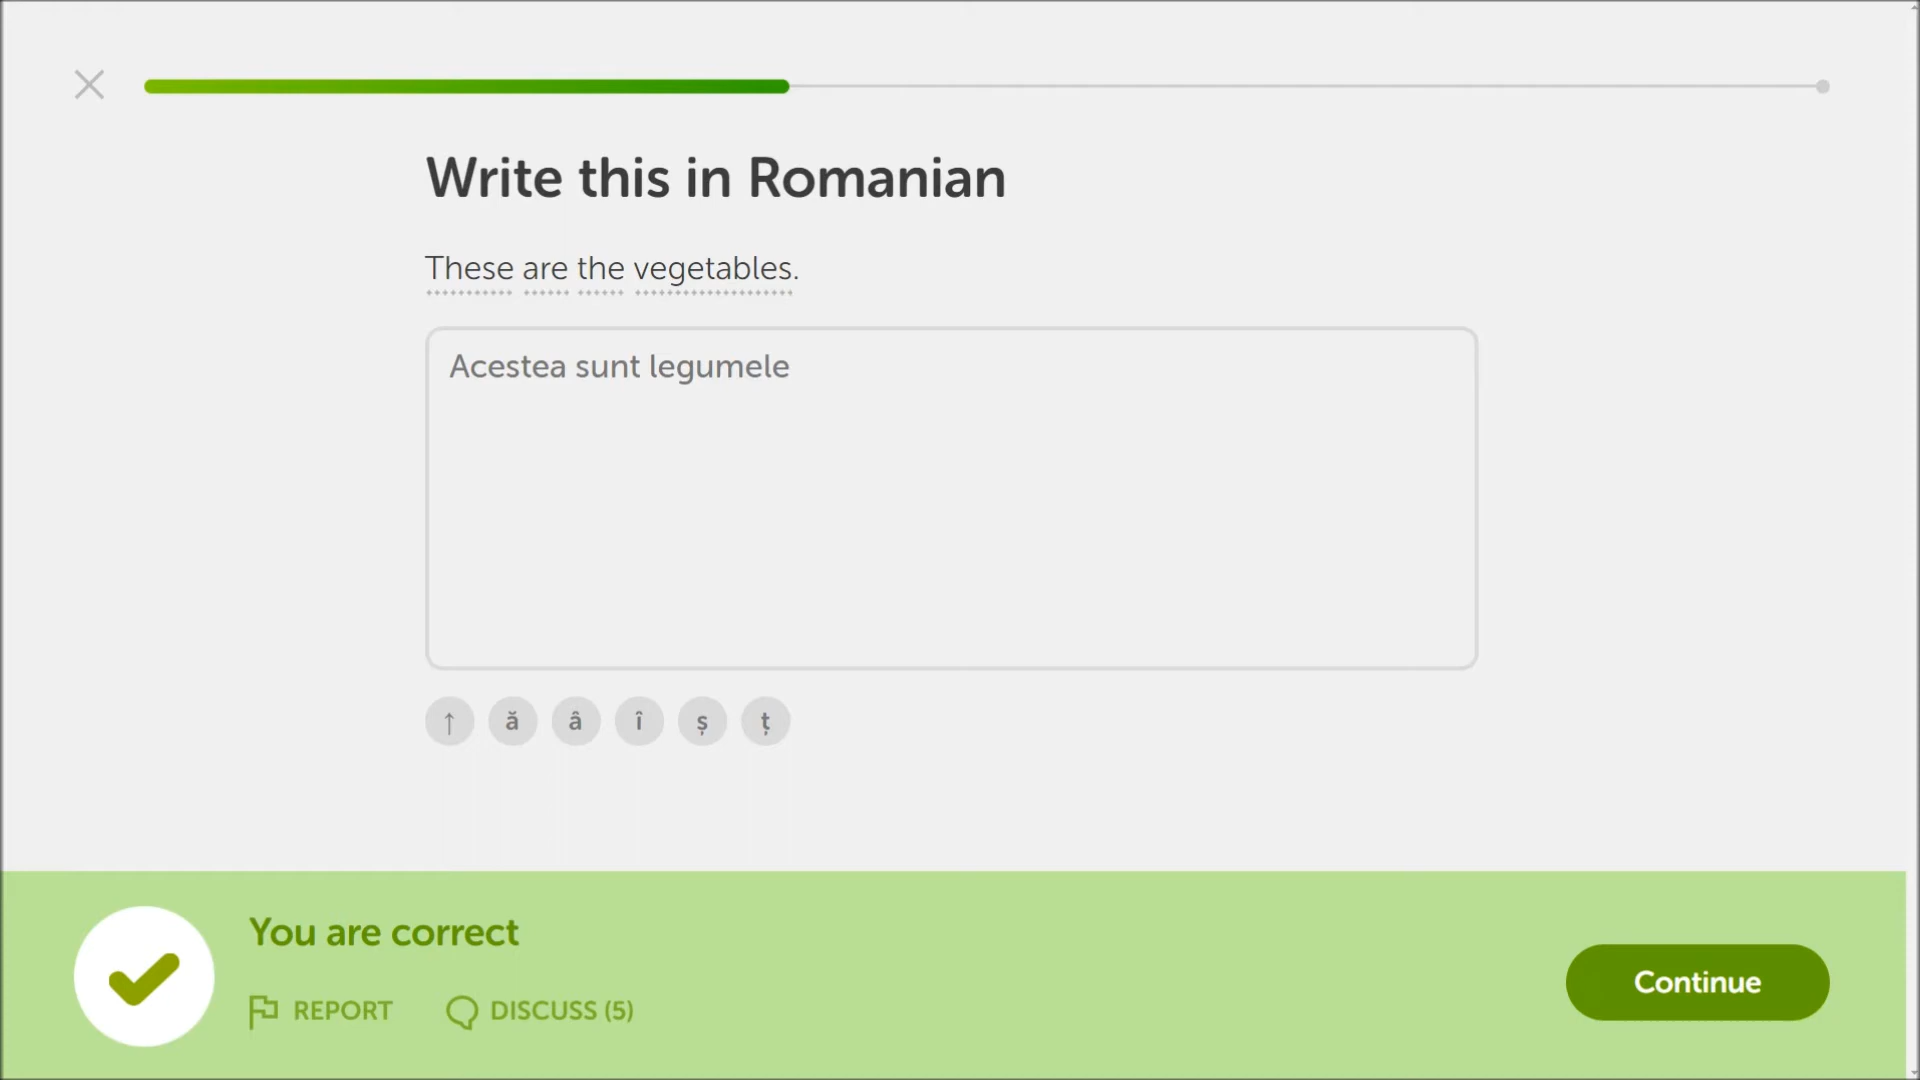 Write this in Romanian
These are the vegetables.
Acestea sunt legumele
↑ ă â î ș ț
You are correct
REPORT DISCUSS (5)
Continue